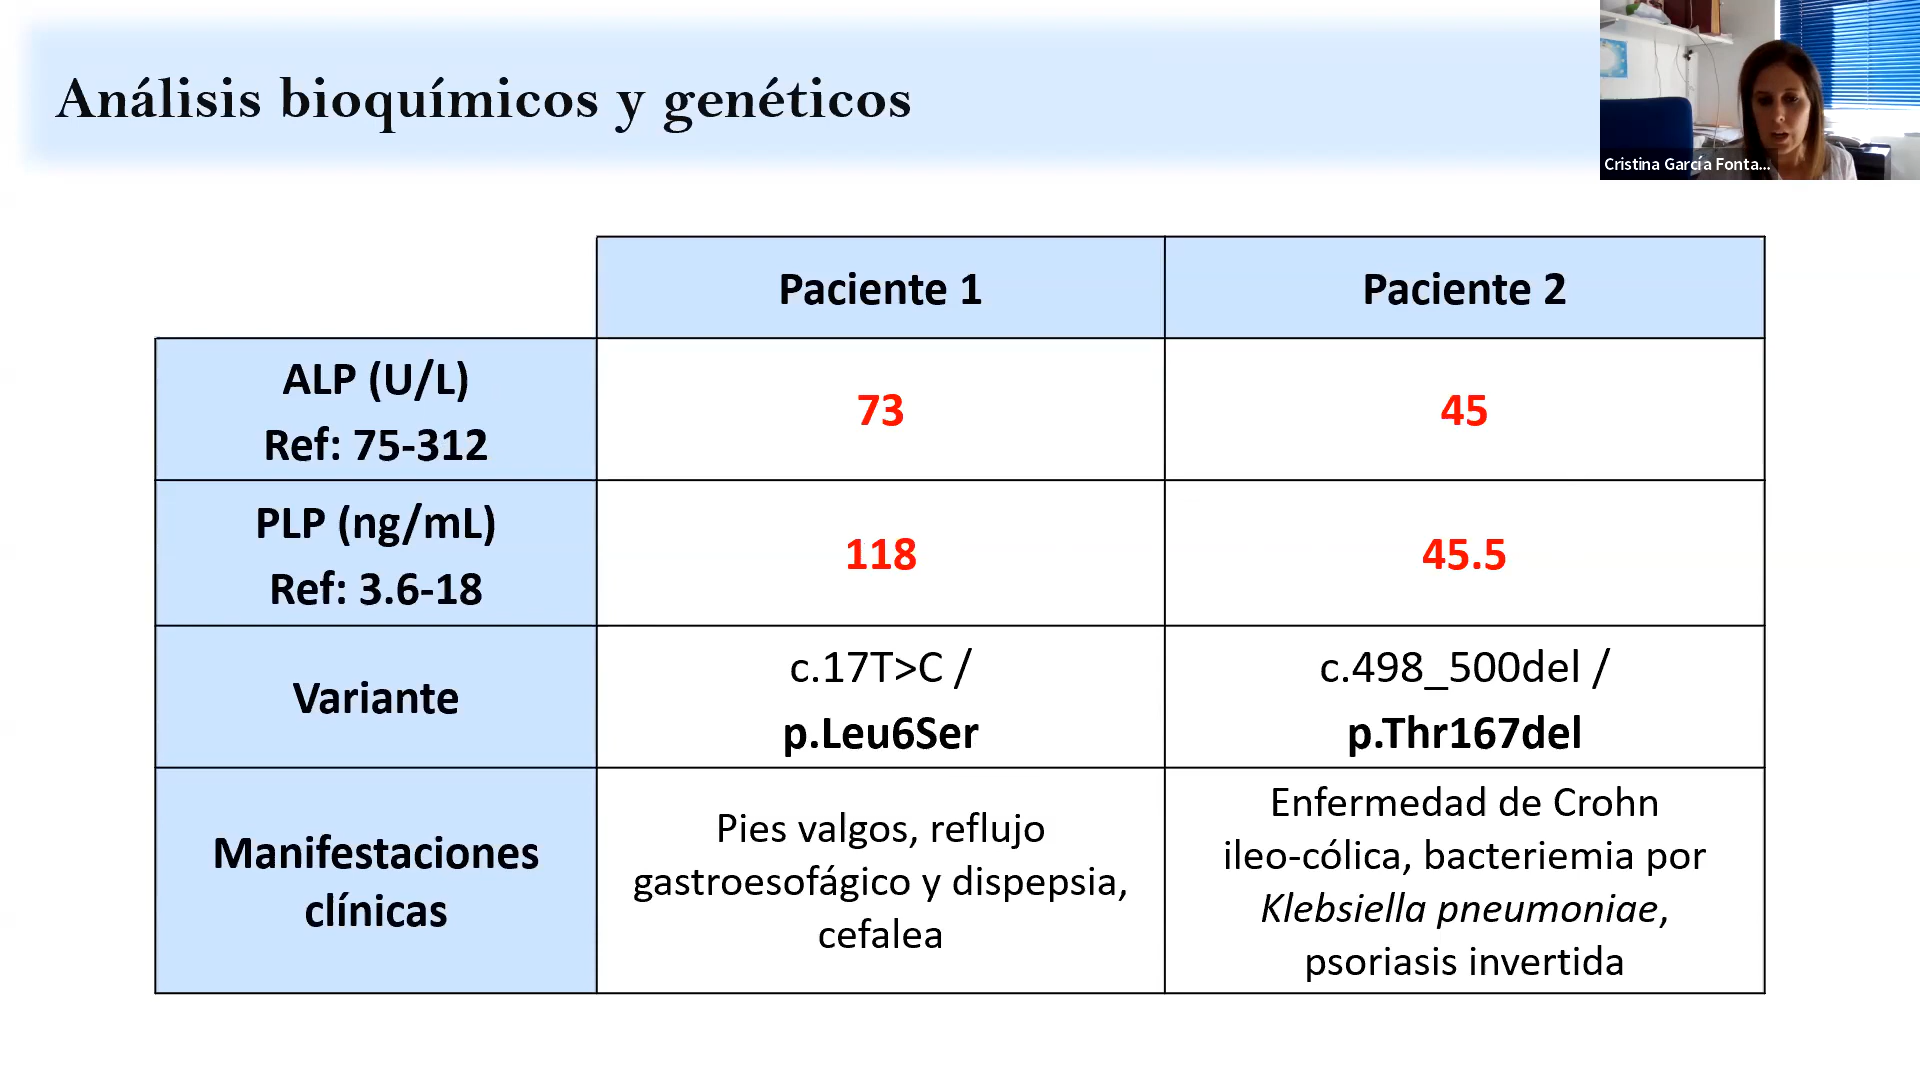 Análisis bioquímicos y genéticos
Cristina García Fonta...
Paciente 1
Paciente 2
ALP (U/L)
Ref: 75-312
73
45
PLP (ng/mL)
Ref: 3.6-18
118
45.5
Variante
c.17T>C /
p.Leu6Ser
c.498_500del /
p.Thr167del
Manifestaciones
clínicas
Pies valgos, reflujo
gastroesofágico y dispepsia,
cefalea
Enfermedad de Crohn
ileo-cólica, bacteriemia por
Klebsiella pneumoniae,
psoriasis invertida